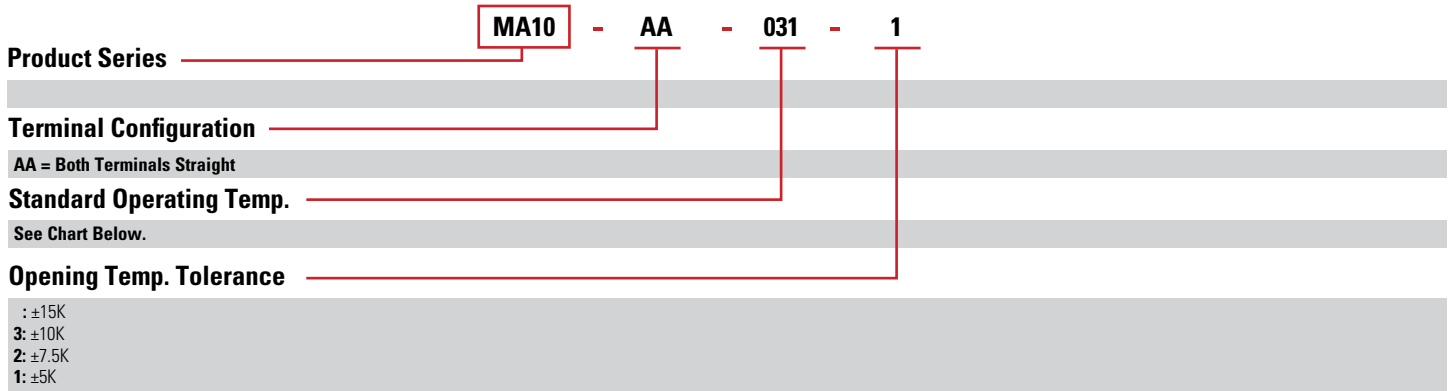 MA10 - AA - 031 - 1
Product Series
Terminal Configuration
AA = Both Terminals Straight
Standard Operating Temp.
See Chart Below.
Opening Temp. Tolerance
: ±15K
3: ±10K
2: ±7.5K
1: ±5K